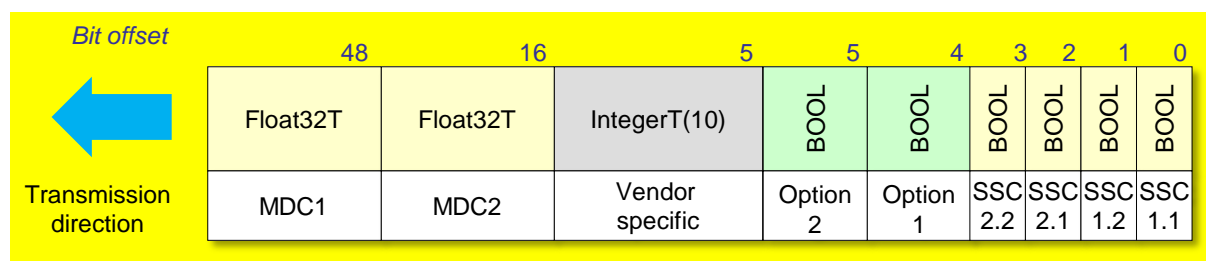 Bit offset
48 16 5 5 4 3 2 1 0
Float32T Float32T IntegerT(10) BOOL BOOL BOOL BOOL BOOL BOOL
Transmission
direction
MDC1 MDC2 Vendor
specific
Option
2
Option
1
SSC
2.2
SSC
2.1
SSC
1.2
SSC
1.1